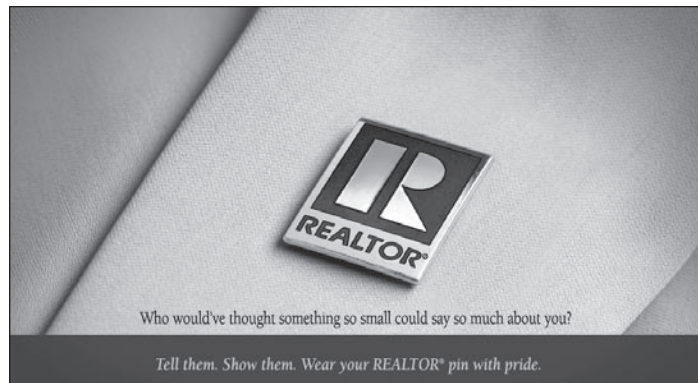 R
REALTOR®
Who would've thought something so small could say so much about you?
Tell them. Show them. Wear your REALTOR® pin with pride.